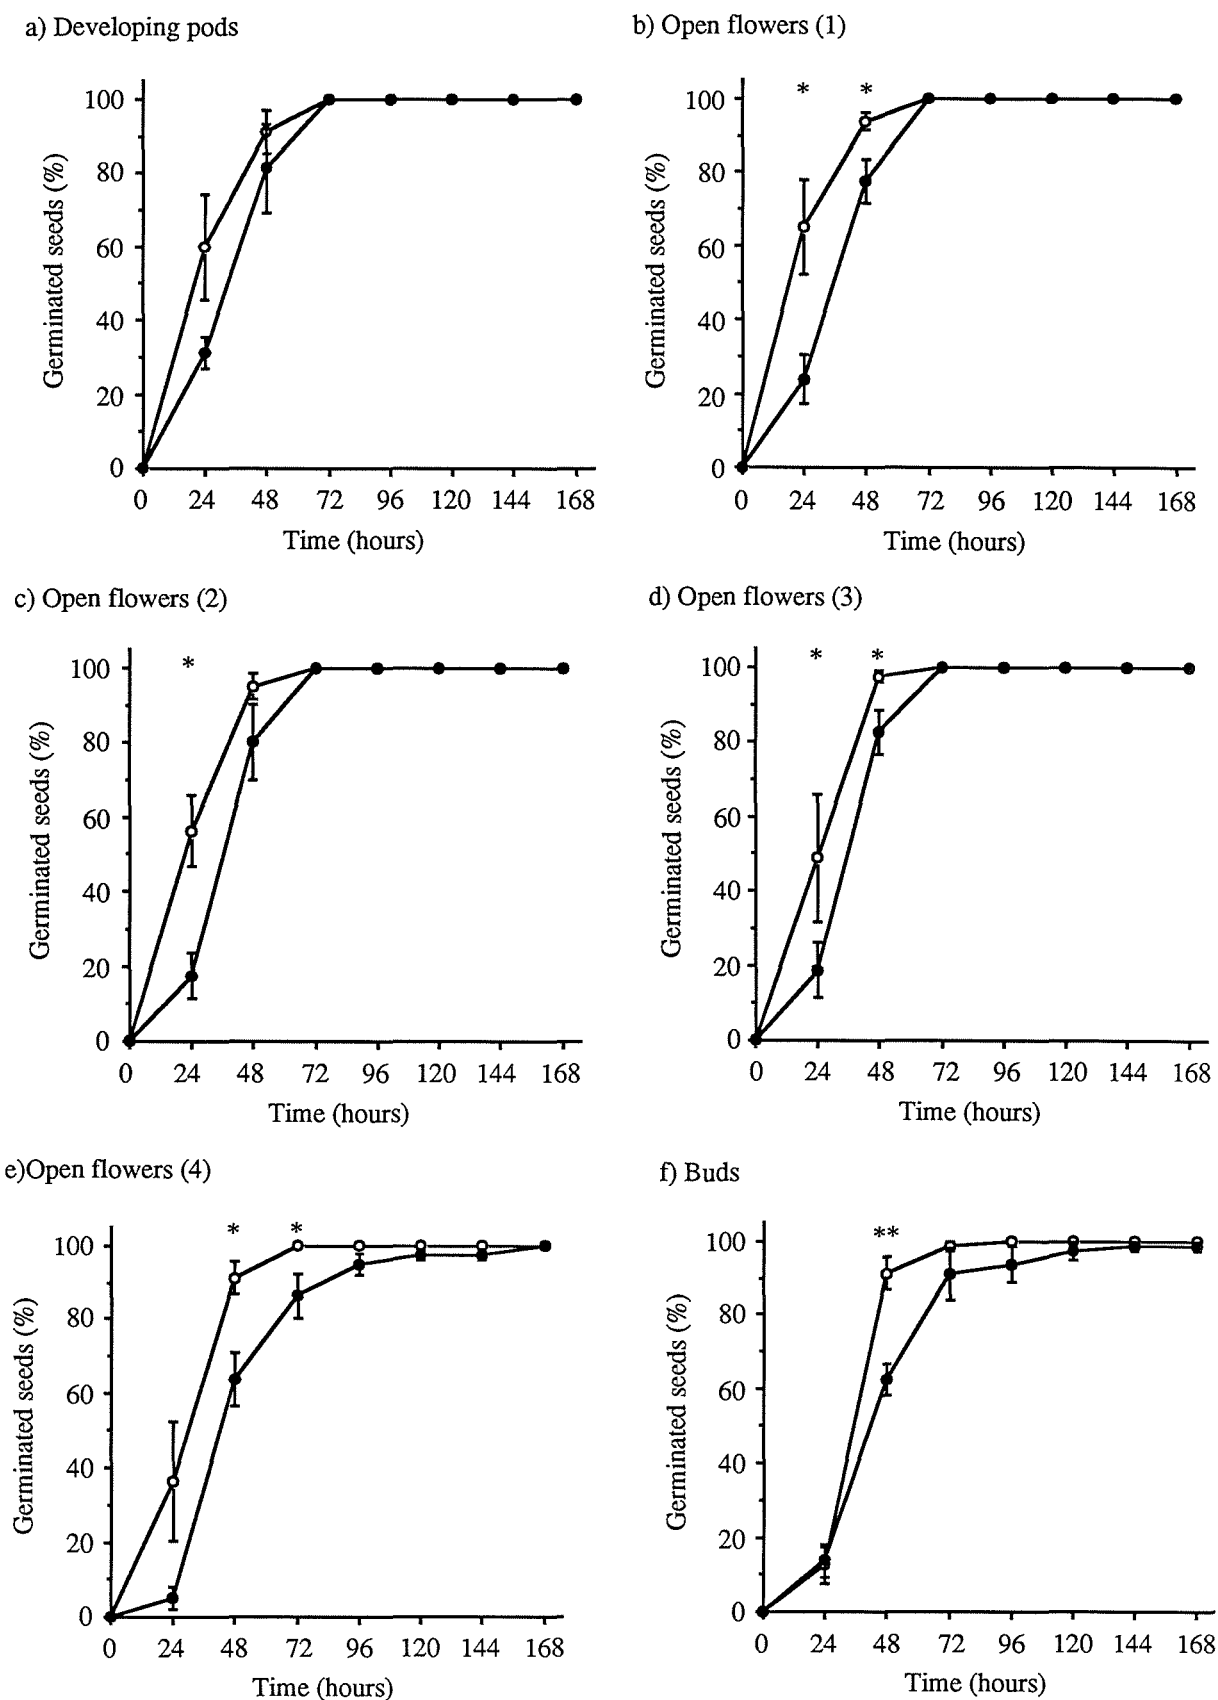 a) Developing pods
b) Open flowers (1)
100
80
60
40
20
0
Germinated seeds (%)
0 24 48 72 96 120 144 168
Time (hours)
* *
100
80
60
40
20
0
Germinated seeds (%)
0 24 48 72 96 120 144 168
Time (hours)
c) Open flowers (2)
d) Open flowers (3)
*
100
80
60
40
20
0
Germinated seeds (%)
0 24 48 72 96 120 144 168
Time (hours)
* *
100
80
60
40
20
0
Germinated seeds (%)
0 24 48 72 96 120 144 168
Time (hours)
e)Open flowers (4)
f) Buds
* *
100
80
60
40
20
0
Germinated seeds (%)
0 24 48 72 96 120 144 168
Time (hours)
**
100
80
60
40
20
0
Germinated seeds (%)
0 24 48 72 96 120 144 168
Time (hours)